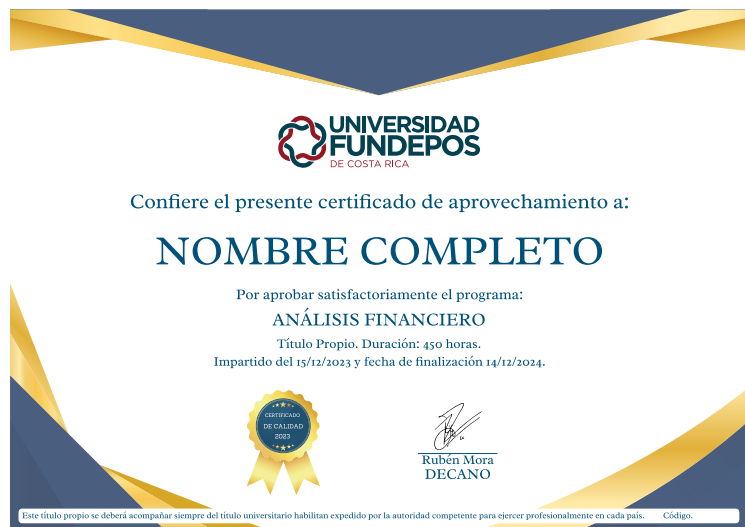 UNIVERSIDAD
FUNDEPOS
DE COSTA RICA
Confiere el presente certificado de aprovechamiento a:
NOMBRE COMPLETO
Por aprobar satisfactoriamente el programa:
ANÁLISIS FINANCIERO
Título Propio. Duración: 450 horas.
Impartido del 15/12/2023 y fecha de finalización 14/12/2024.
CERTIFICADO
DE CALIDAD
2023
Rubén Mora
DECANO
Este título propio se deberá acompañar siempre del título universitario habilitan expedido por la autoridad competente para ejercer profesionalmente en cada país. Código.